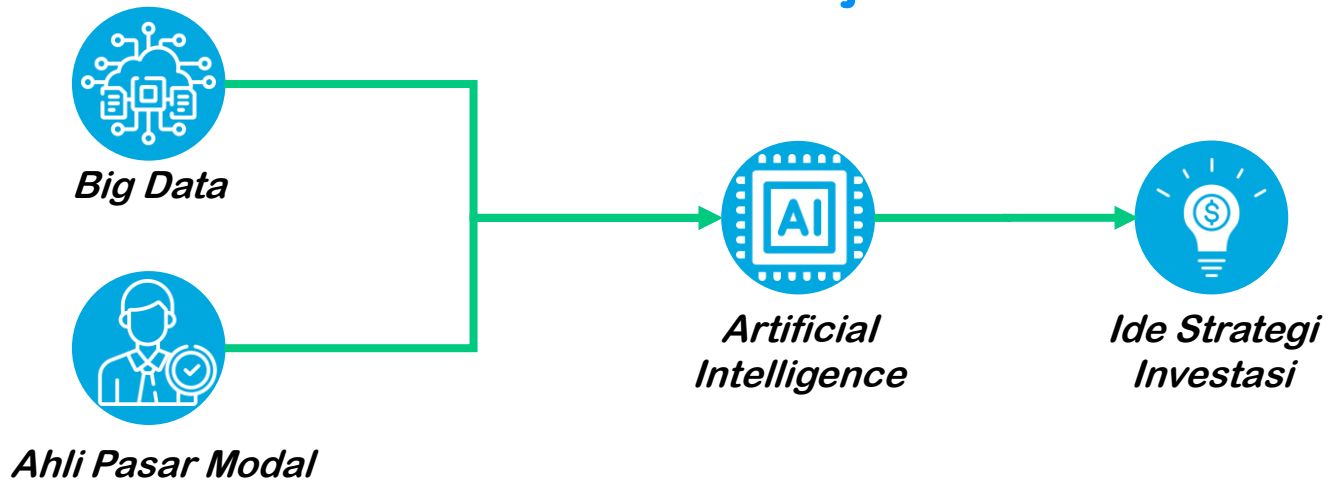 Big Data
AI
$
Artificial
Intelligence
Ide Strategi
Investasi
Ahli Pasar Modal